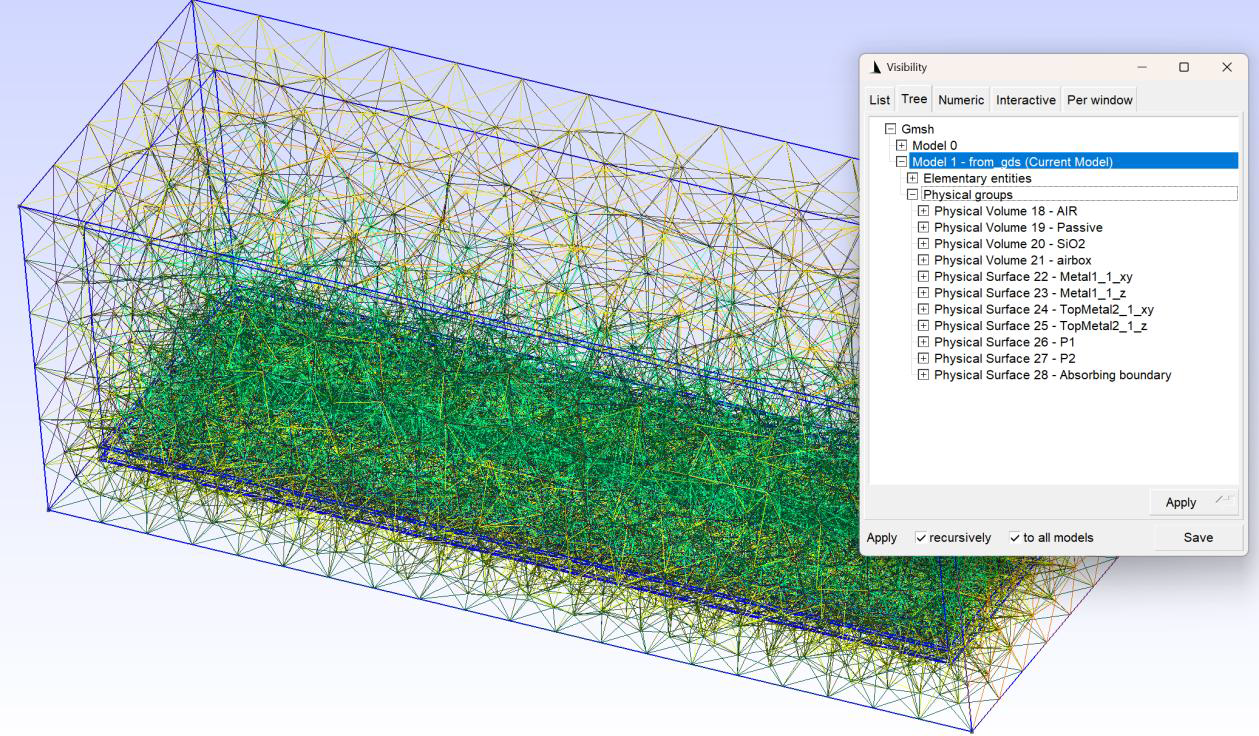 Visibility
List Tree Numeric Interactive Per window
Gmsh
Model 0
Model 1 - from_gds (Current Model)
Elementary entities
Physical groups
Physical Volume 18 - AIR
Physical Volume 19 - Passive
Physical Volume 20 - SiO2
Physical Volume 21 - airbox
Physical Surface 22 - Metal1_1_xy
Physical Surface 23 - Metal1_1_z
Physical Surface 24 - TopMetal2_1_xy
Physical Surface 25 - TopMetal2_1_z
Physical Surface 26 - P1
Physical Surface 27 - P2
Physical Surface 28 - Absorbing boundary
Apply
Apply recursively to all models Save